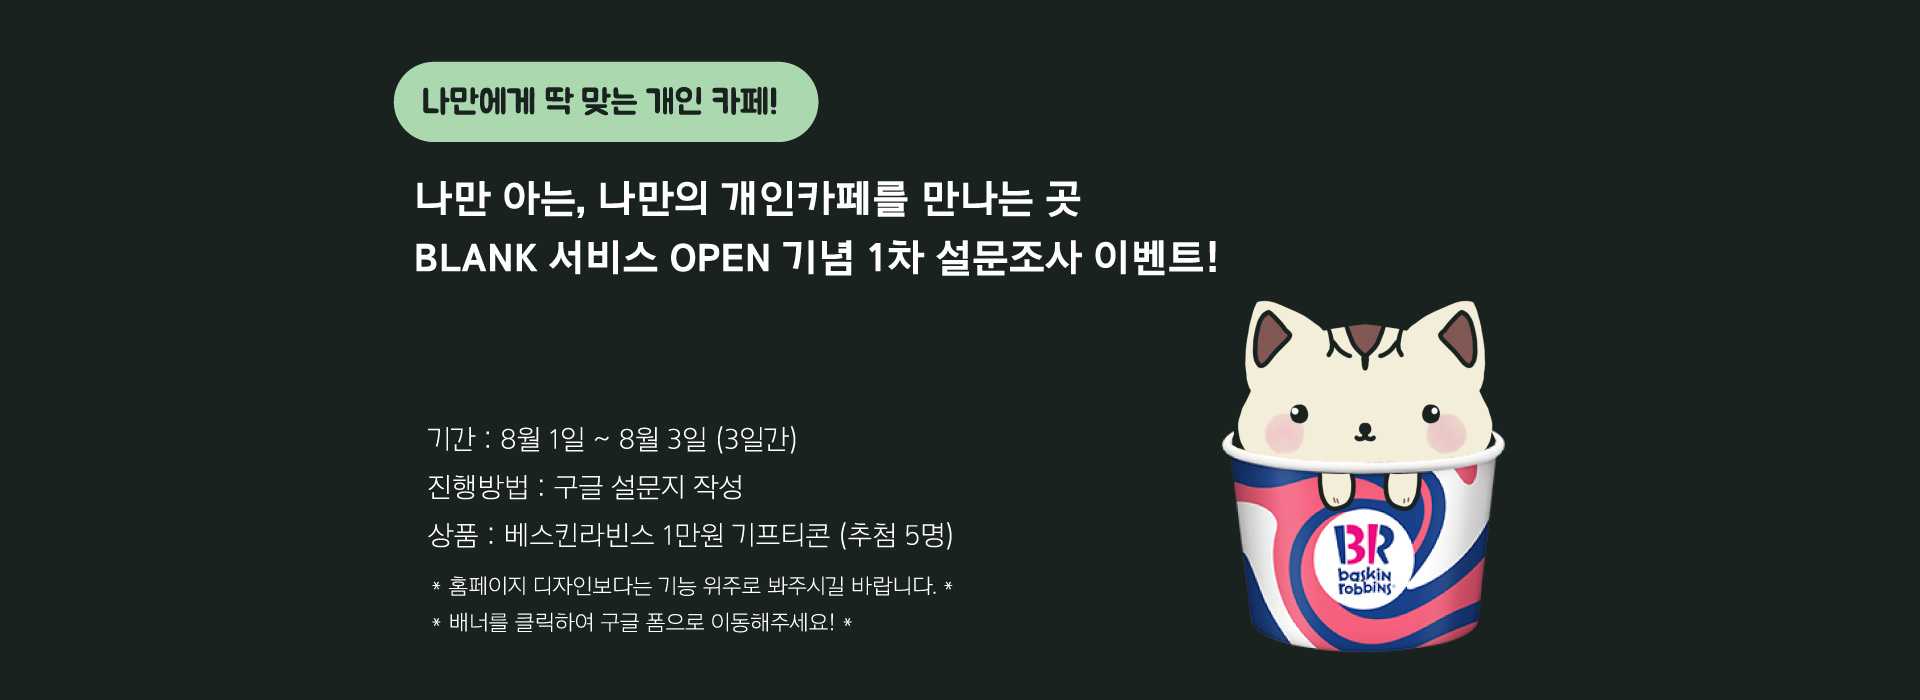 나만에게 딱 맞는 개인 카페!
나만 아는, 나만의 개인카페를 만나는 곳
BLANK 서비스 OPEN 기념 1차 설문조사 이벤트!
기간 : 8월 1일 ~ 8월 3일 (3일간)
진행방법 : 구글 설문지 작성
상품 : 베스킨라빈스 1만원 기프티콘 (추첨 5명)
* 홈페이지 디자인보다는 기능 위주로 봐주시길 바랍니다. *
* 배너를 클릭하여 구글 폼으로 이동해주세요! *
BR
baskin
robbins